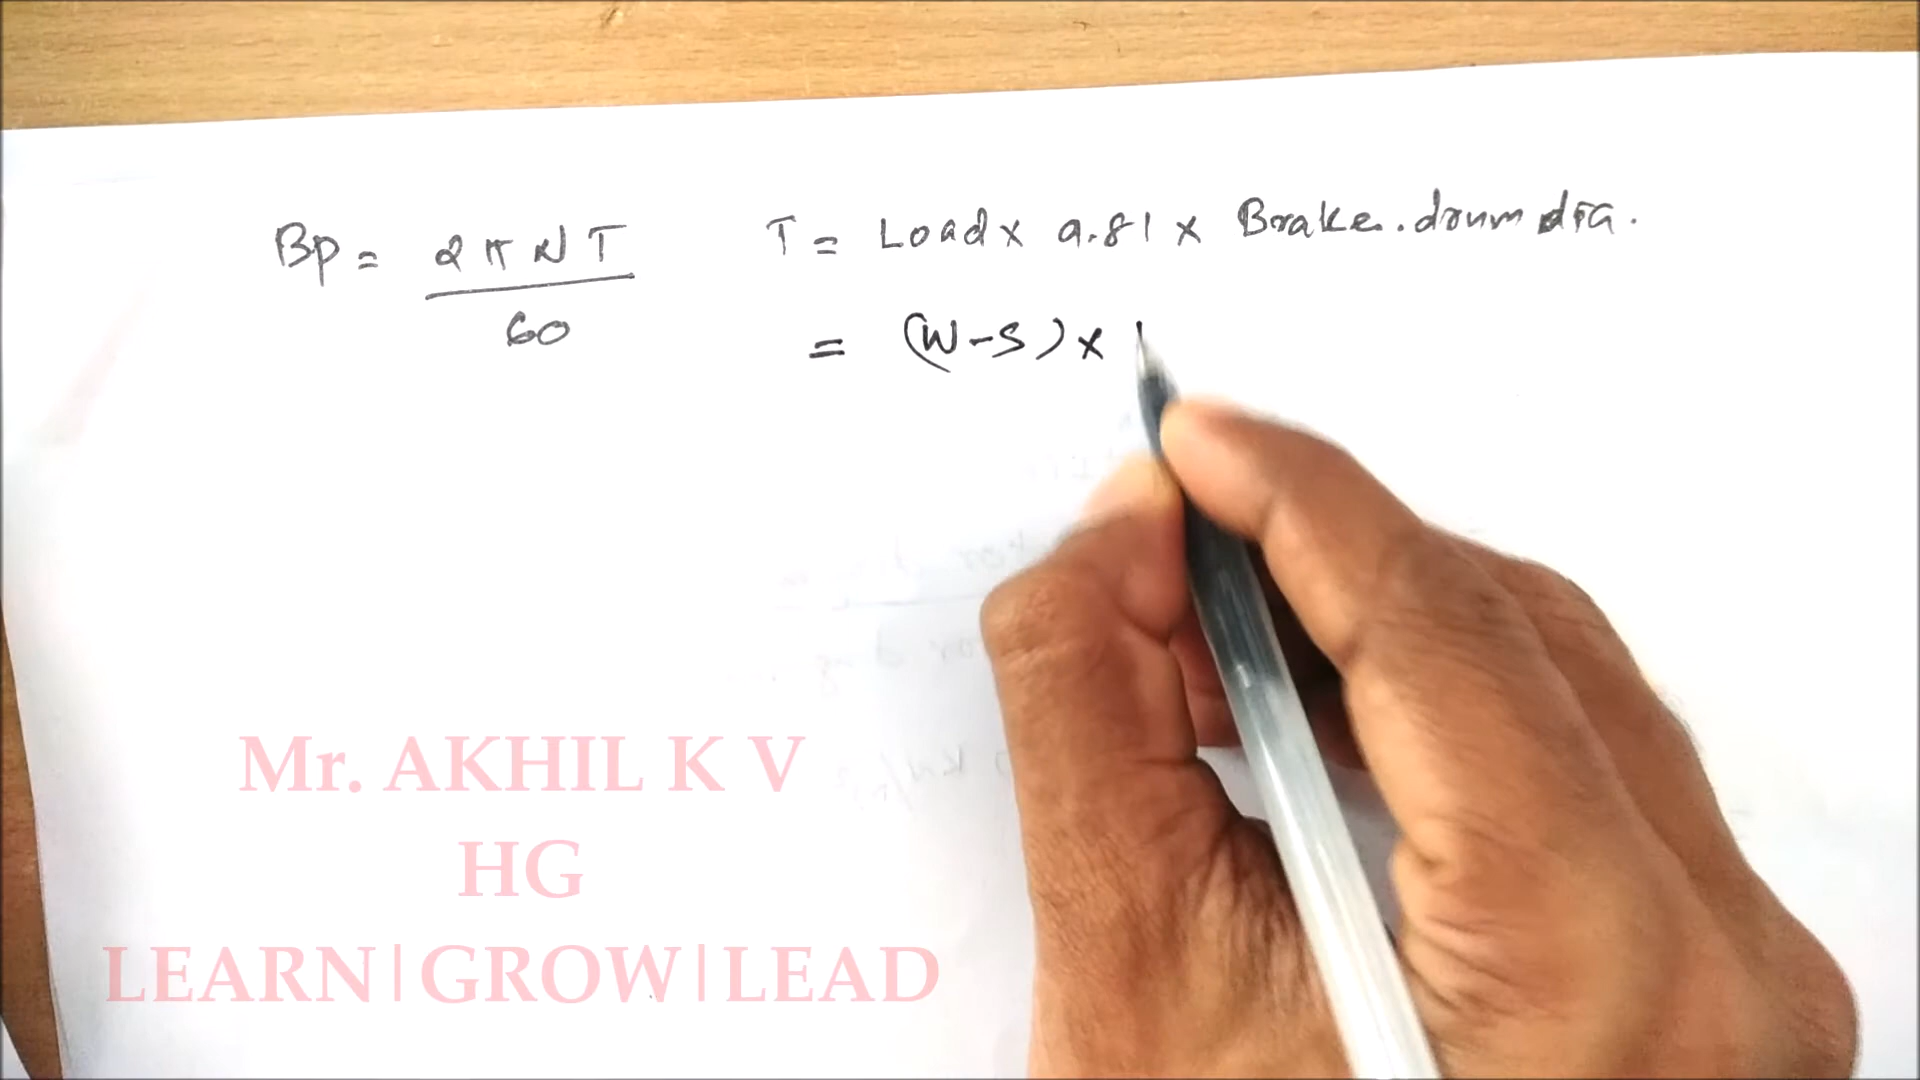 Bp = 2πNT T = Load x 9.81 x Brake.drum dia.
60
= (W-S) x
Mr. AKHIL K V
HG
LEARN|GROW|LEAD